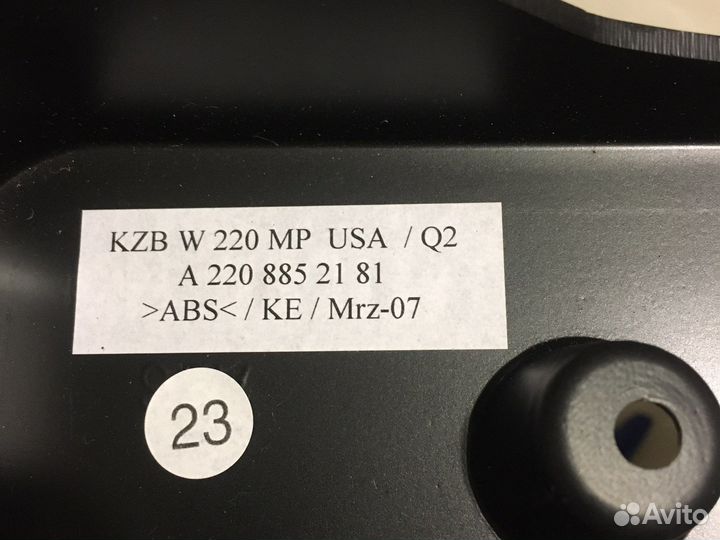 KZB W 220 MP USA / Q2
A 220 885 21 81
>ABS< / KE / Mrz-07
23
Avito